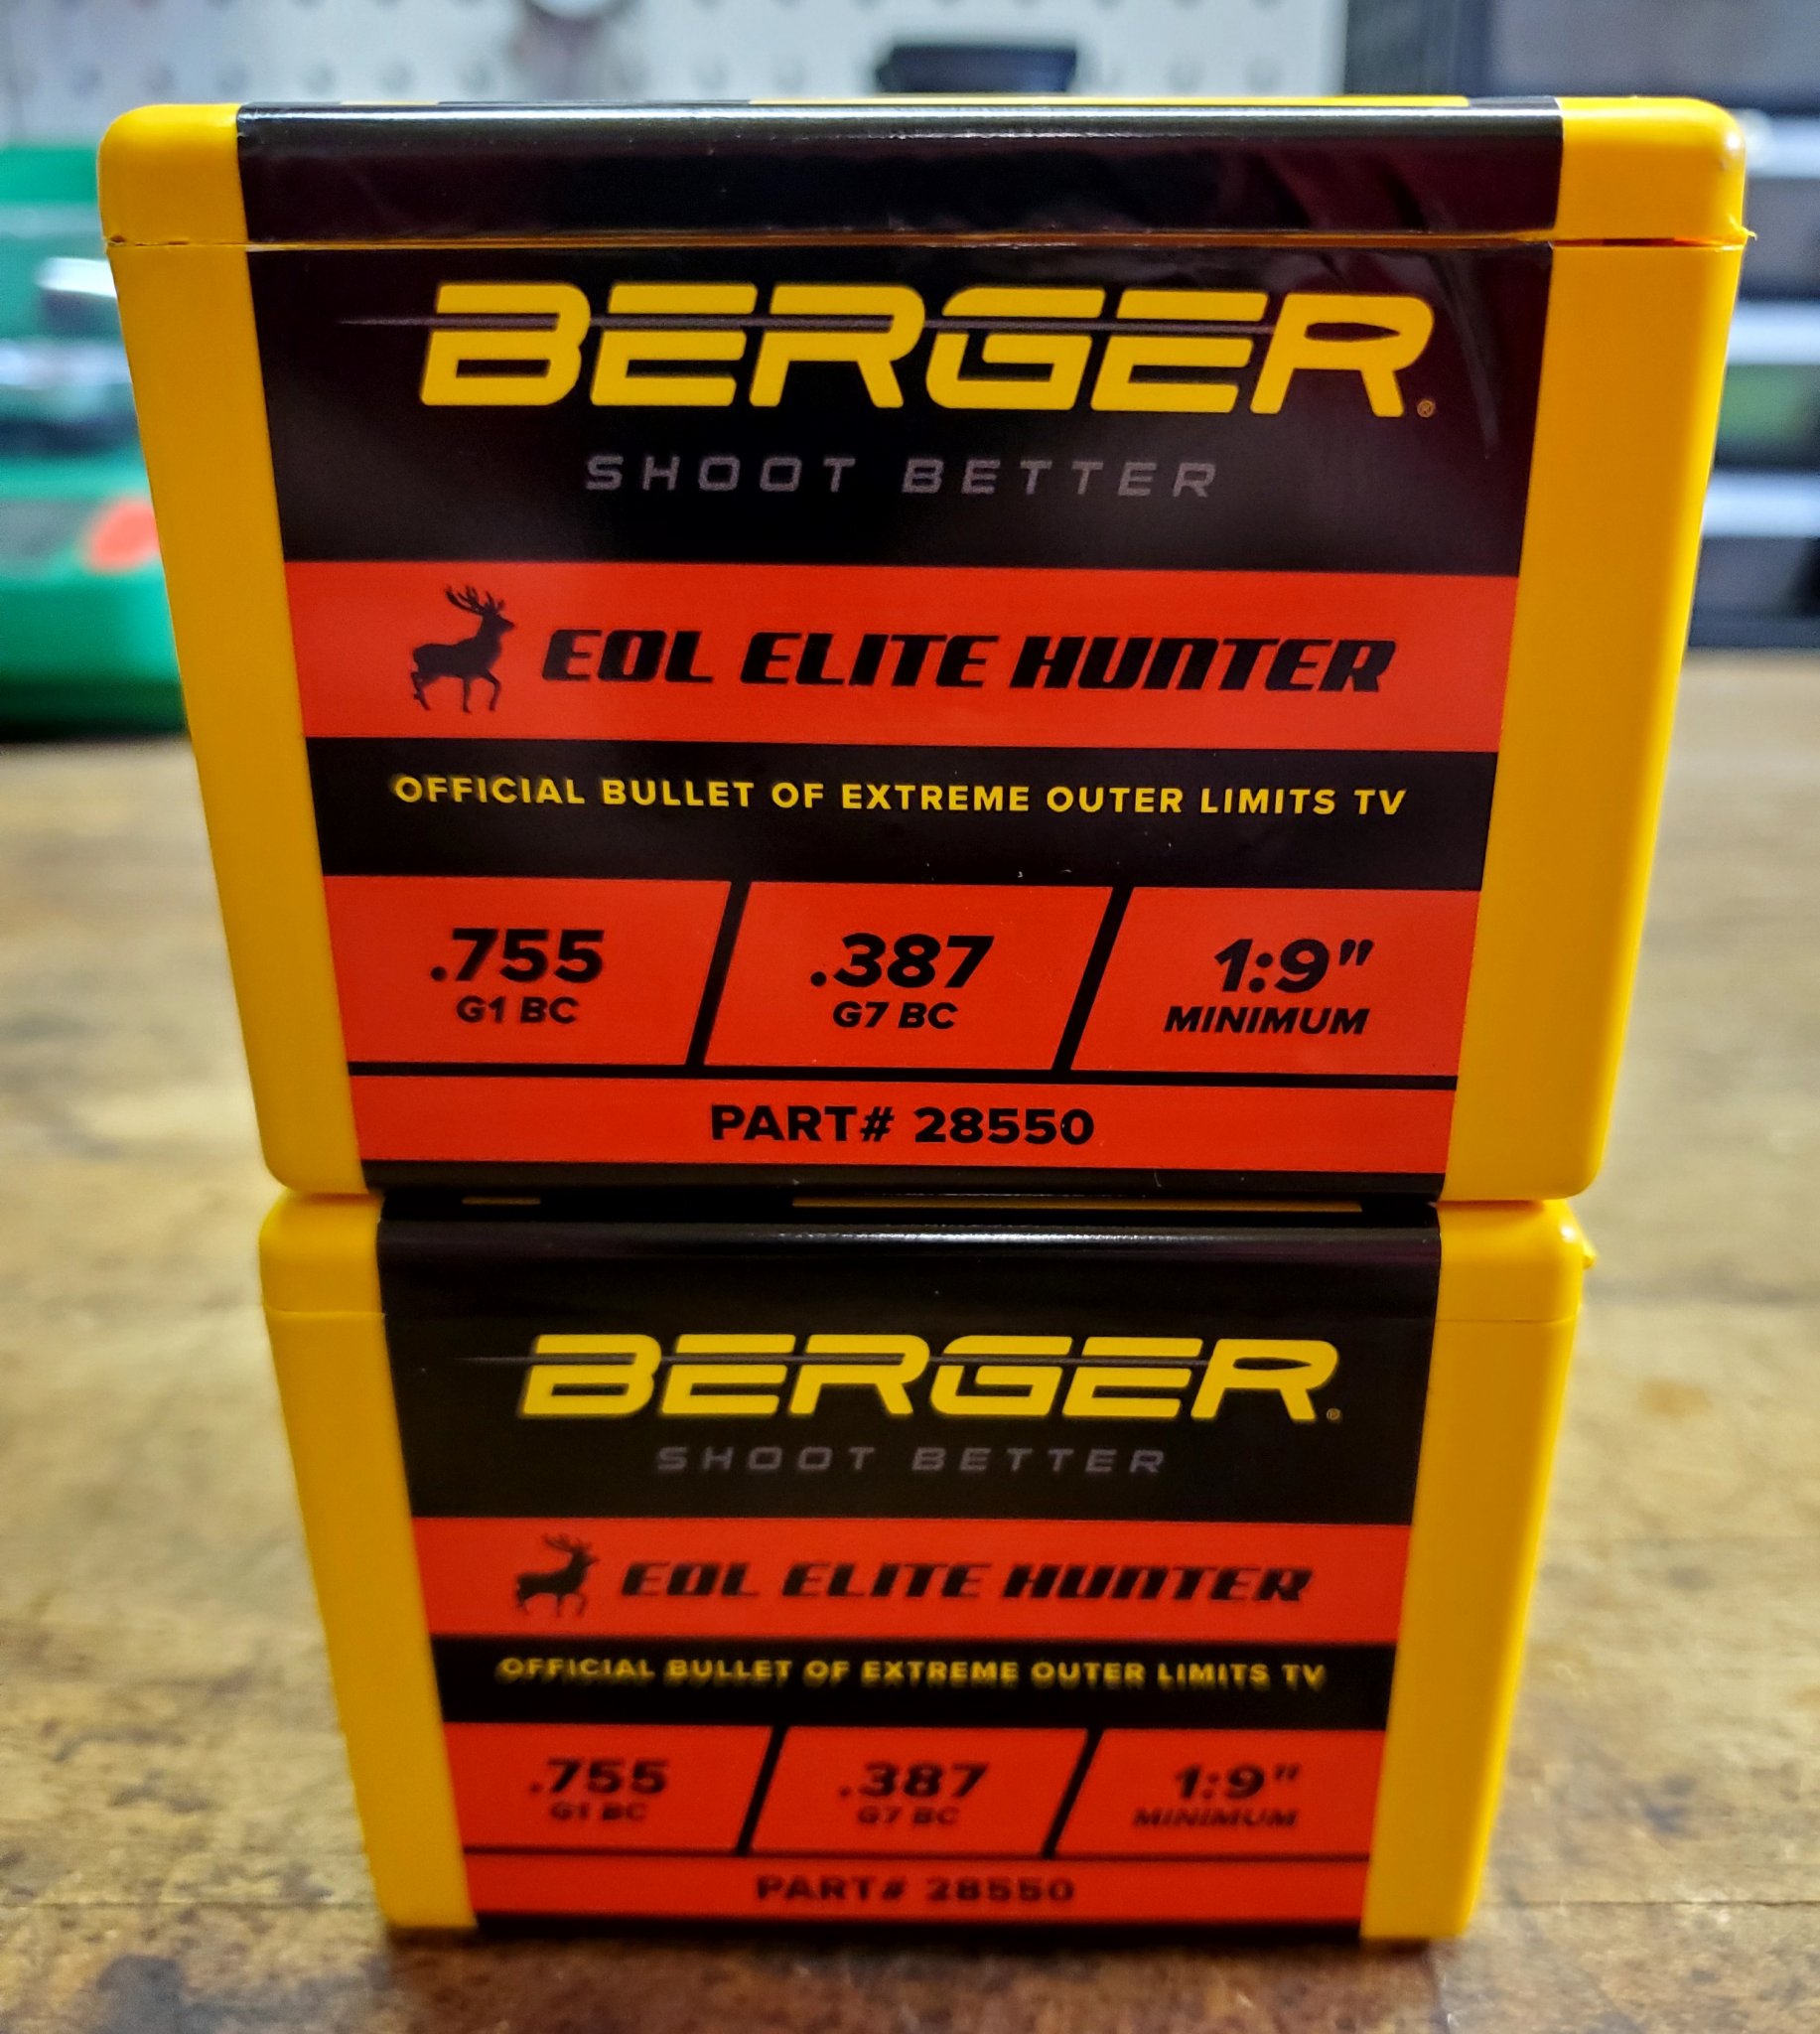 BERGER®
SHOOT BETTER
EOL ELITE HUNTER
OFFICIAL BULLET OF EXTREME OUTER LIMITS TV
.755 .387 1:9"
G1 BC G7 BC MINIMUM
PART# 28550
BERGER®
SHOOT BETTER
EOL ELITE HUNTER
OFFICIAL BULLET OF EXTREME OUTER LIMITS TV
.755 .387 1:9"
G1 BC G7 BC MINIMUM
PART# 28550